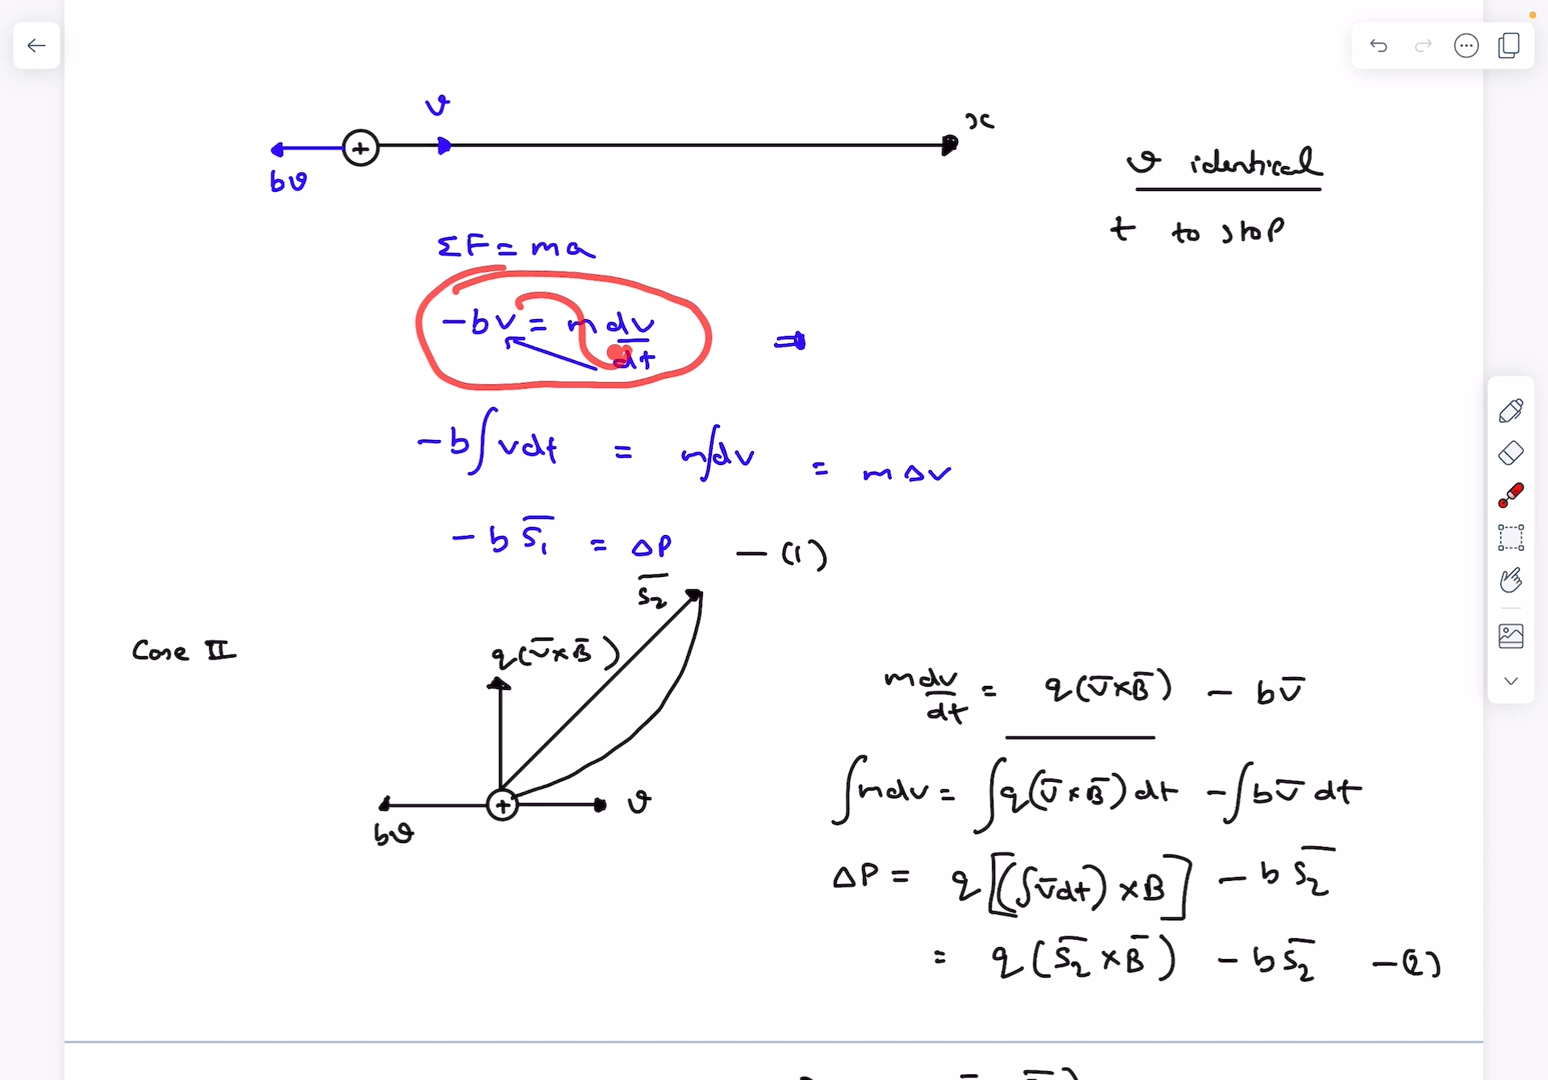 v
x
bv
v identical
t to stop
ΣF = ma
-bv = m dv/dt ⇒
-b∫vdt = m∫dv = mΔv
-b S̅₁ = ΔP — (1)
S̅₂
Case II
q(v̅×B̅)
v
bv
mdv/dt = q(v̅×B̅) - bv̅
∫mdv = ∫q(v̅×B̅)dt - ∫bv̅ dt
ΔP = q[(∫v̅dt)×B] - b S̅₂
= q(S̅₂×B̅) - bS̅₂ —(2)